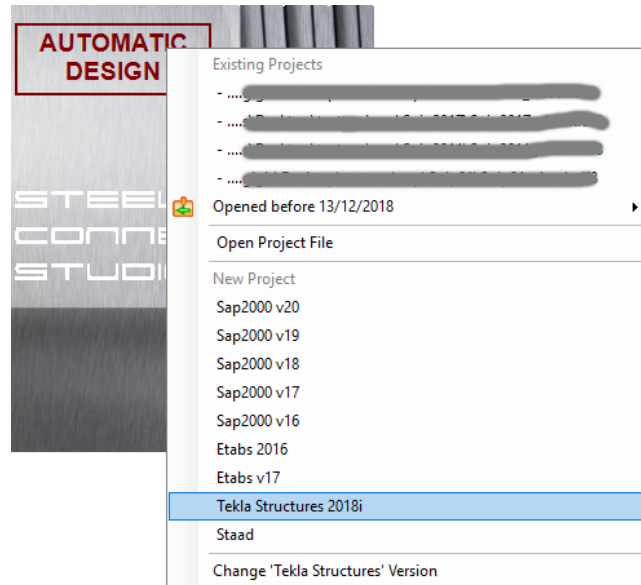 AUTOMATIC
DESIGN
STEEL
CONNE
STUDI
Existing Projects
Opened before 13/12/2018
Open Project File
New Project
Sap2000 v20
Sap2000 v19
Sap2000 v18
Sap2000 v17
Sap2000 v16
Etabs 2016
Etabs v17
Tekla Structures 2018i
Staad
Change 'Tekla Structures' Version